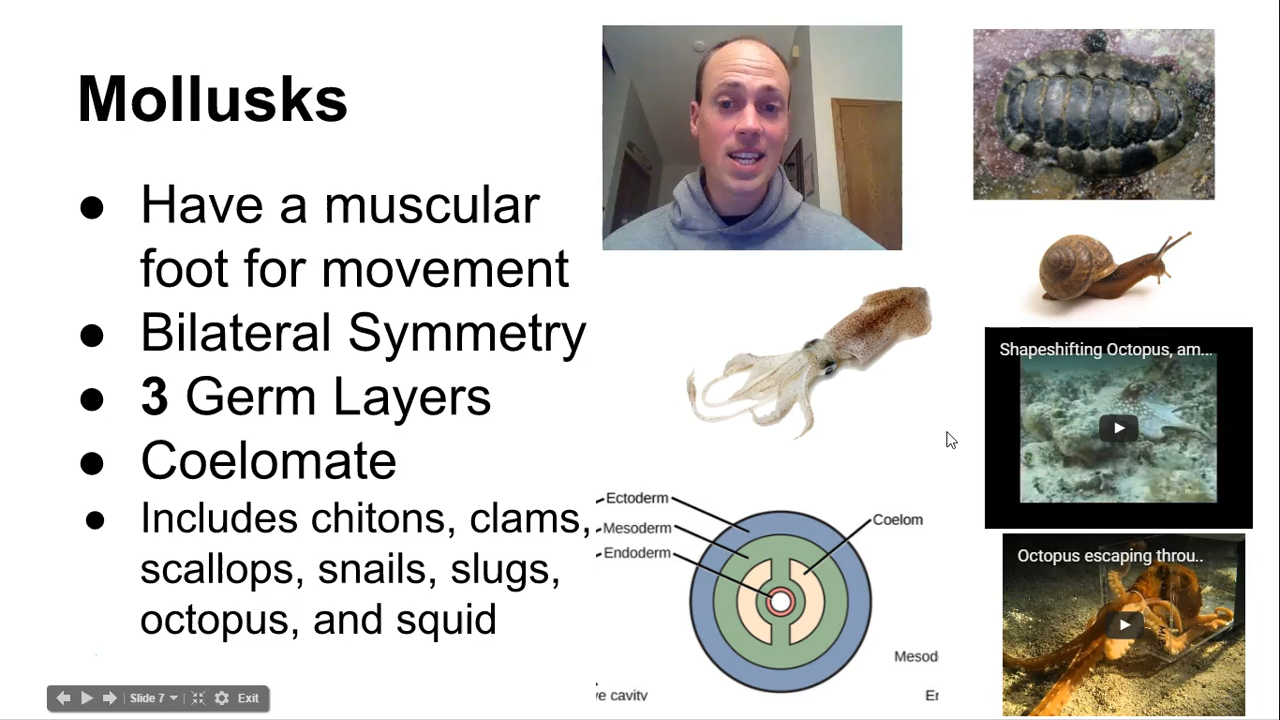 Mollusks
● Have a muscular
foot for movement
● Bilateral Symmetry
● 3 Germ Layers
● Coelomate
● Includes chitons, clams,
scallops, snails, slugs,
octopus, and squid
Shapeshifting Octopus, am...
Octopus escaping throu..
Ectoderm
Mesoderm
Endoderm
Coelom
Mesod
ve cavity
Slide 7
Exit